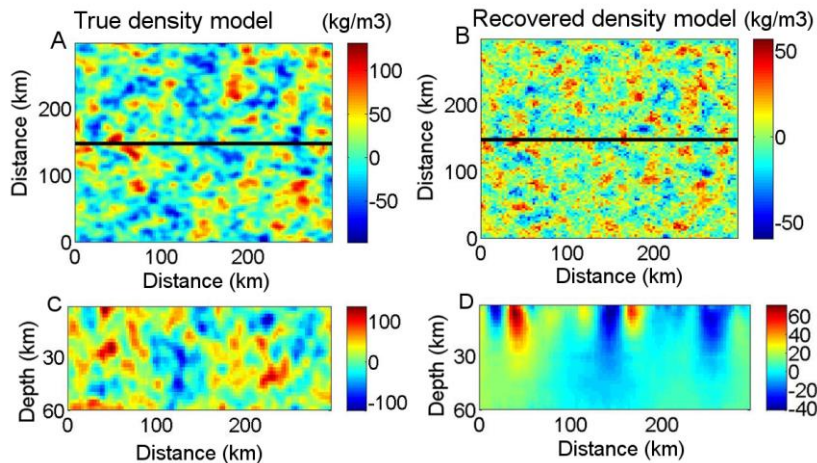 True density model (kg/m3)
Recovered density model (kg/m3)
A
B
Distance (km)
200
100
0
0 100 200
Distance (km)
100
50
0
-50
Distance (km)
300
200
100
0
0 100 200
Distance (km)
50
0
-50
C
D
Depth (km)
30
60
0 100 200
Distance (km)
100
0
-100
Depth (km)
30
60
0 100 200
Distance (km)
60
40
20
0
-20
-40